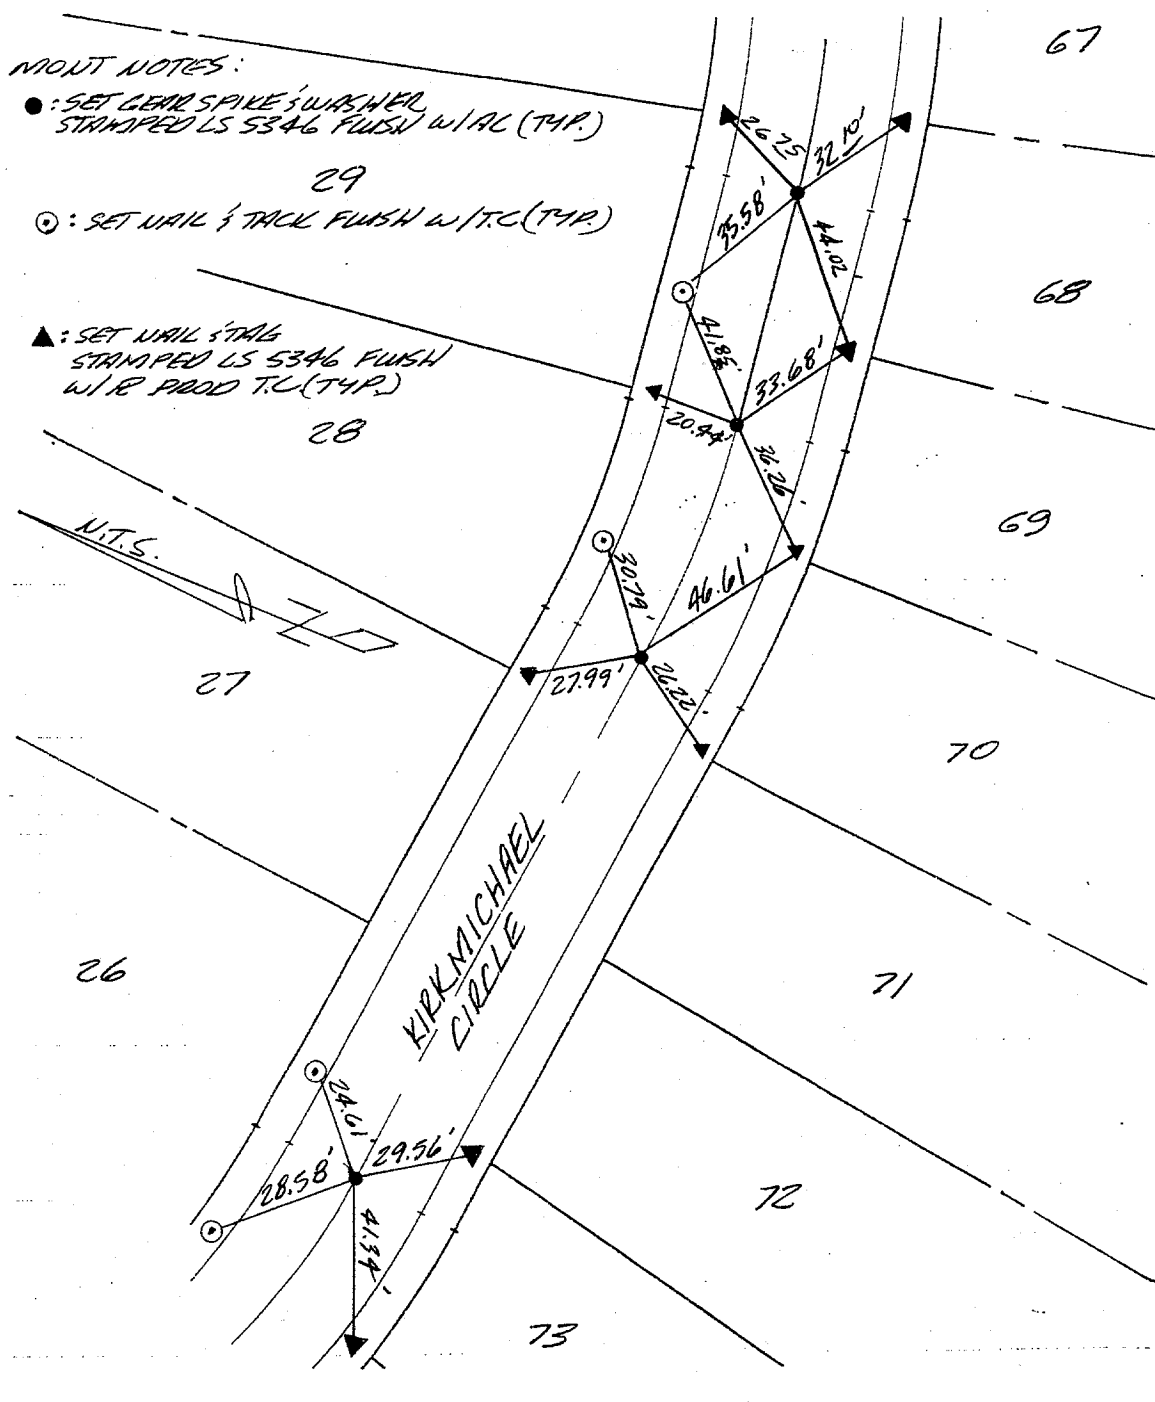 MONT NOTES:
●: SET GEAR SPIKE & WASHER
STAMPED LS 5346 FLUSH W/AC (TYP.)
29
⊙: SET NAIL & TACK FLUSH W/T.C. (TYP.)
▲: SET NAIL & TAG
STAMPED LS 5346 FLUSH
W/ PROD T.C. (TYP.)
28
N.T.S.
27
26
67
68
69
70
71
72
73
26.75
32.10'
35.58'
44.02
41.85'
33.68'
20.44'
36.26'
30.79'
46.61'
27.99'
26.22'
KIRKMICHAEL
CIRCLE
24.61'
29.56'
28.58'
41.34'